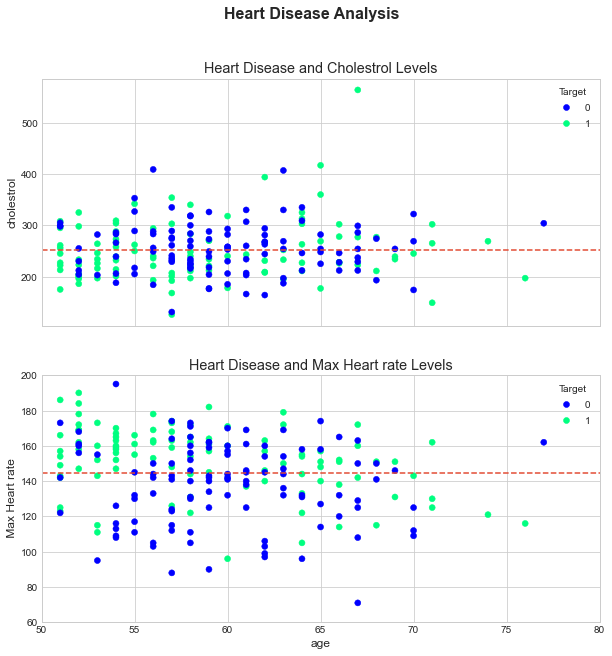 Heart Disease Analysis
Heart Disease and Cholestrol Levels
Target
0
1
500
400
300
200
cholestrol
Heart Disease and Max Heart rate Levels
Target
0
1
200
180
160
140
120
100
80
60
Max Heart rate
50 55 60 65 70 75 80
age